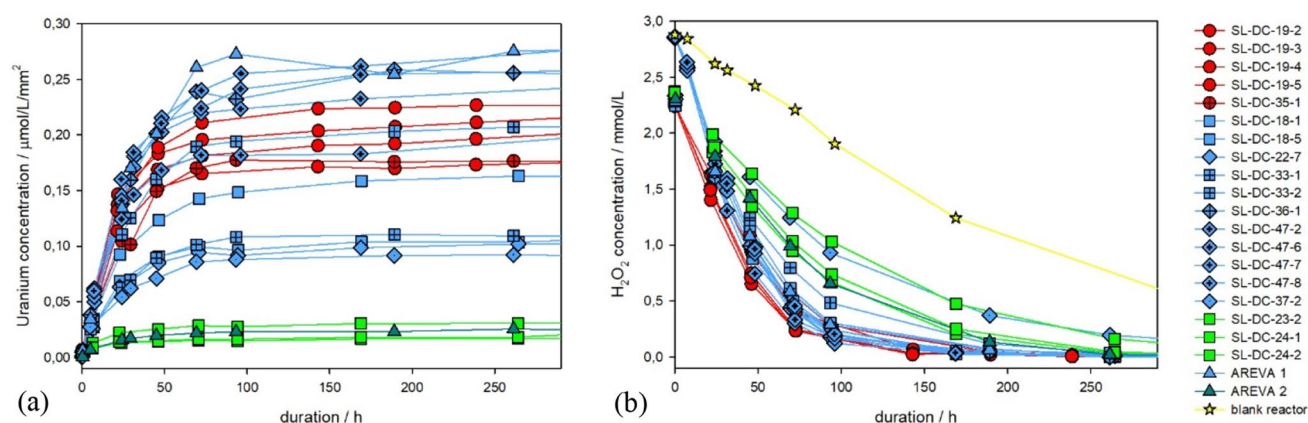 0,30
0,25
0,20
0,15
0,10
0,05
0,00
Uranium concentration / µmol/L/mm²
0
50
100
150
200
250
duration / h
(a)
3,0
2,5
2,0
1,5
1,0
0,5
0,0
H₂O₂ concentration / mmol/L
0
50
100
150
200
250
duration / h
(b)
SL-DC-19-2
SL-DC-19-3
SL-DC-19-4
SL-DC-19-5
SL-DC-35-1
SL-DC-18-1
SL-DC-18-5
SL-DC-22-7
SL-DC-33-1
SL-DC-33-2
SL-DC-36-1
SL-DC-47-2
SL-DC-47-6
SL-DC-47-7
SL-DC-47-8
SL-DC-37-2
SL-DC-23-2
SL-DC-24-1
SL-DC-24-2
AREVA 1
AREVA 2
blank reactor